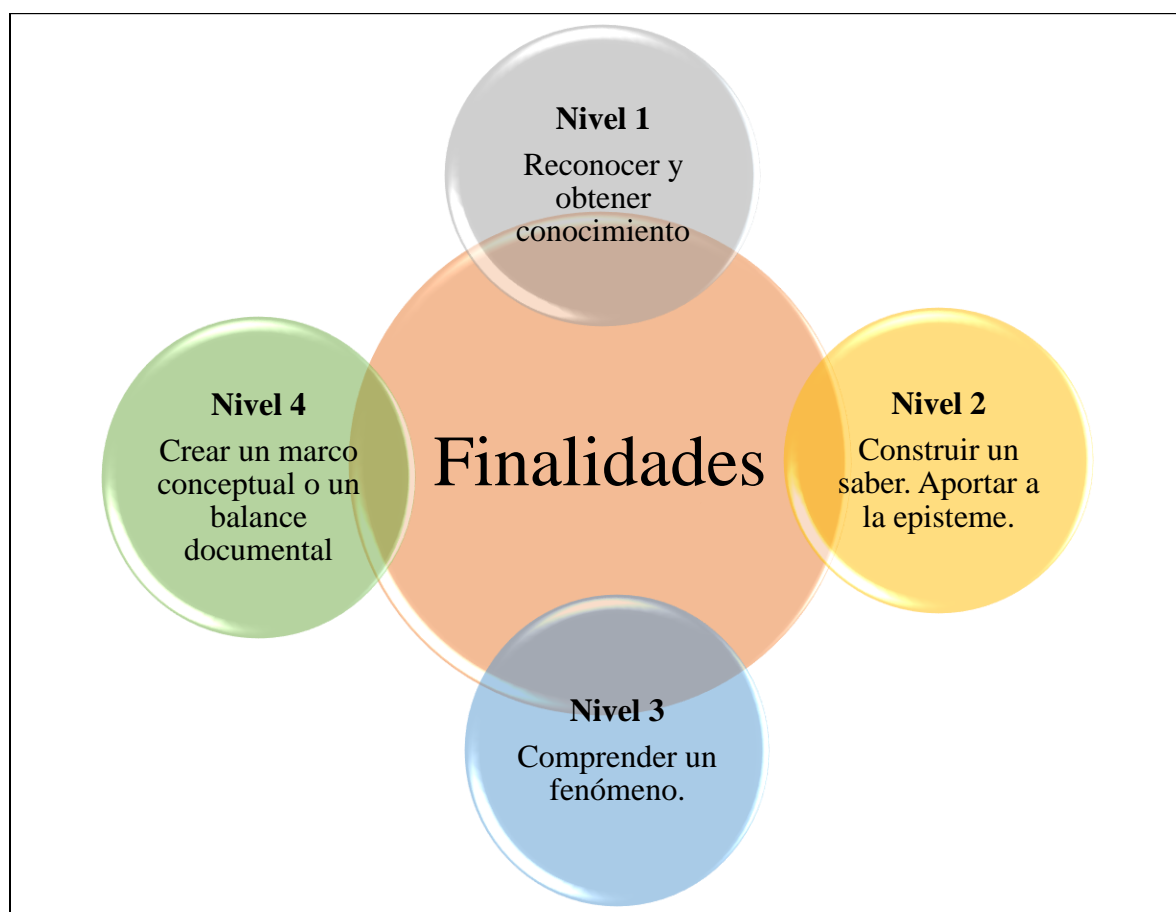 Nivel 1
Reconocer y
obtener
conocimiento
Nivel 4
Crear un marco
conceptual o un
balance
documental
Finalidades
Nivel 2
Construir un
saber. Aportar a
la episteme.
Nivel 3
Comprender un
fenómeno.